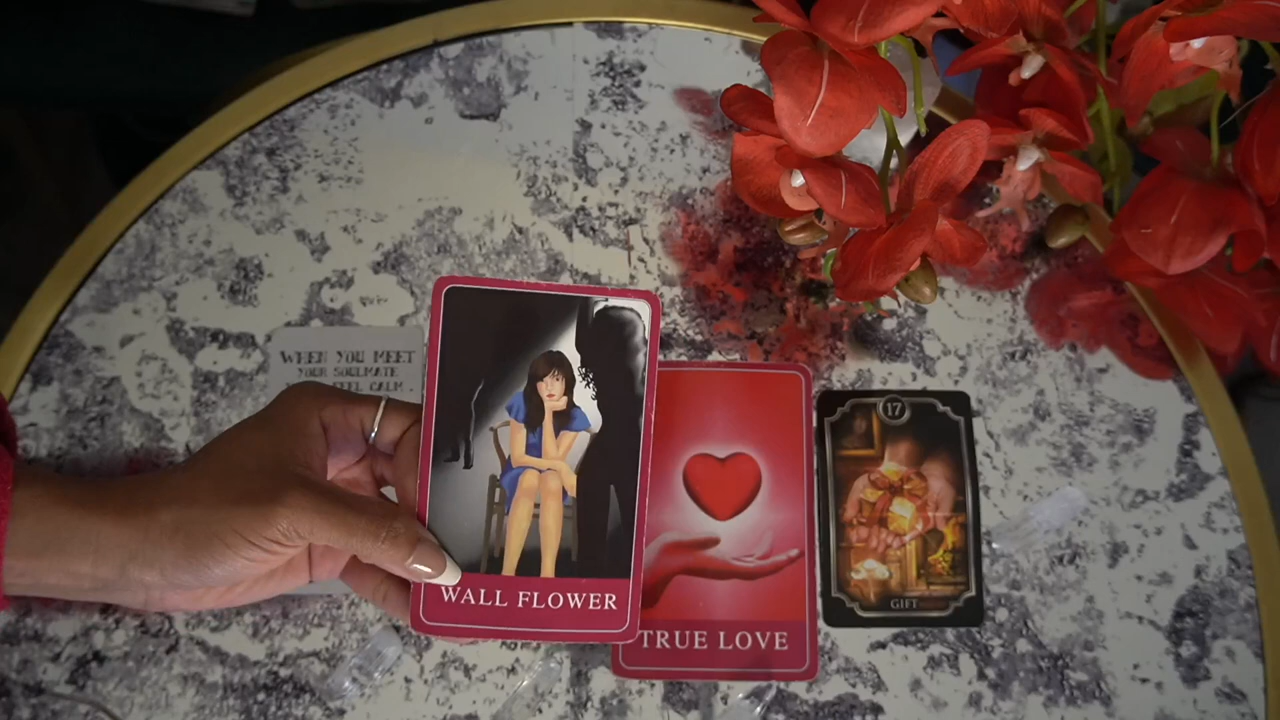 WHEN YOU MEET
YOUR SOULMATE
FEEL CALM.
WALL FLOWER
TRUE LOVE
17
GIFT